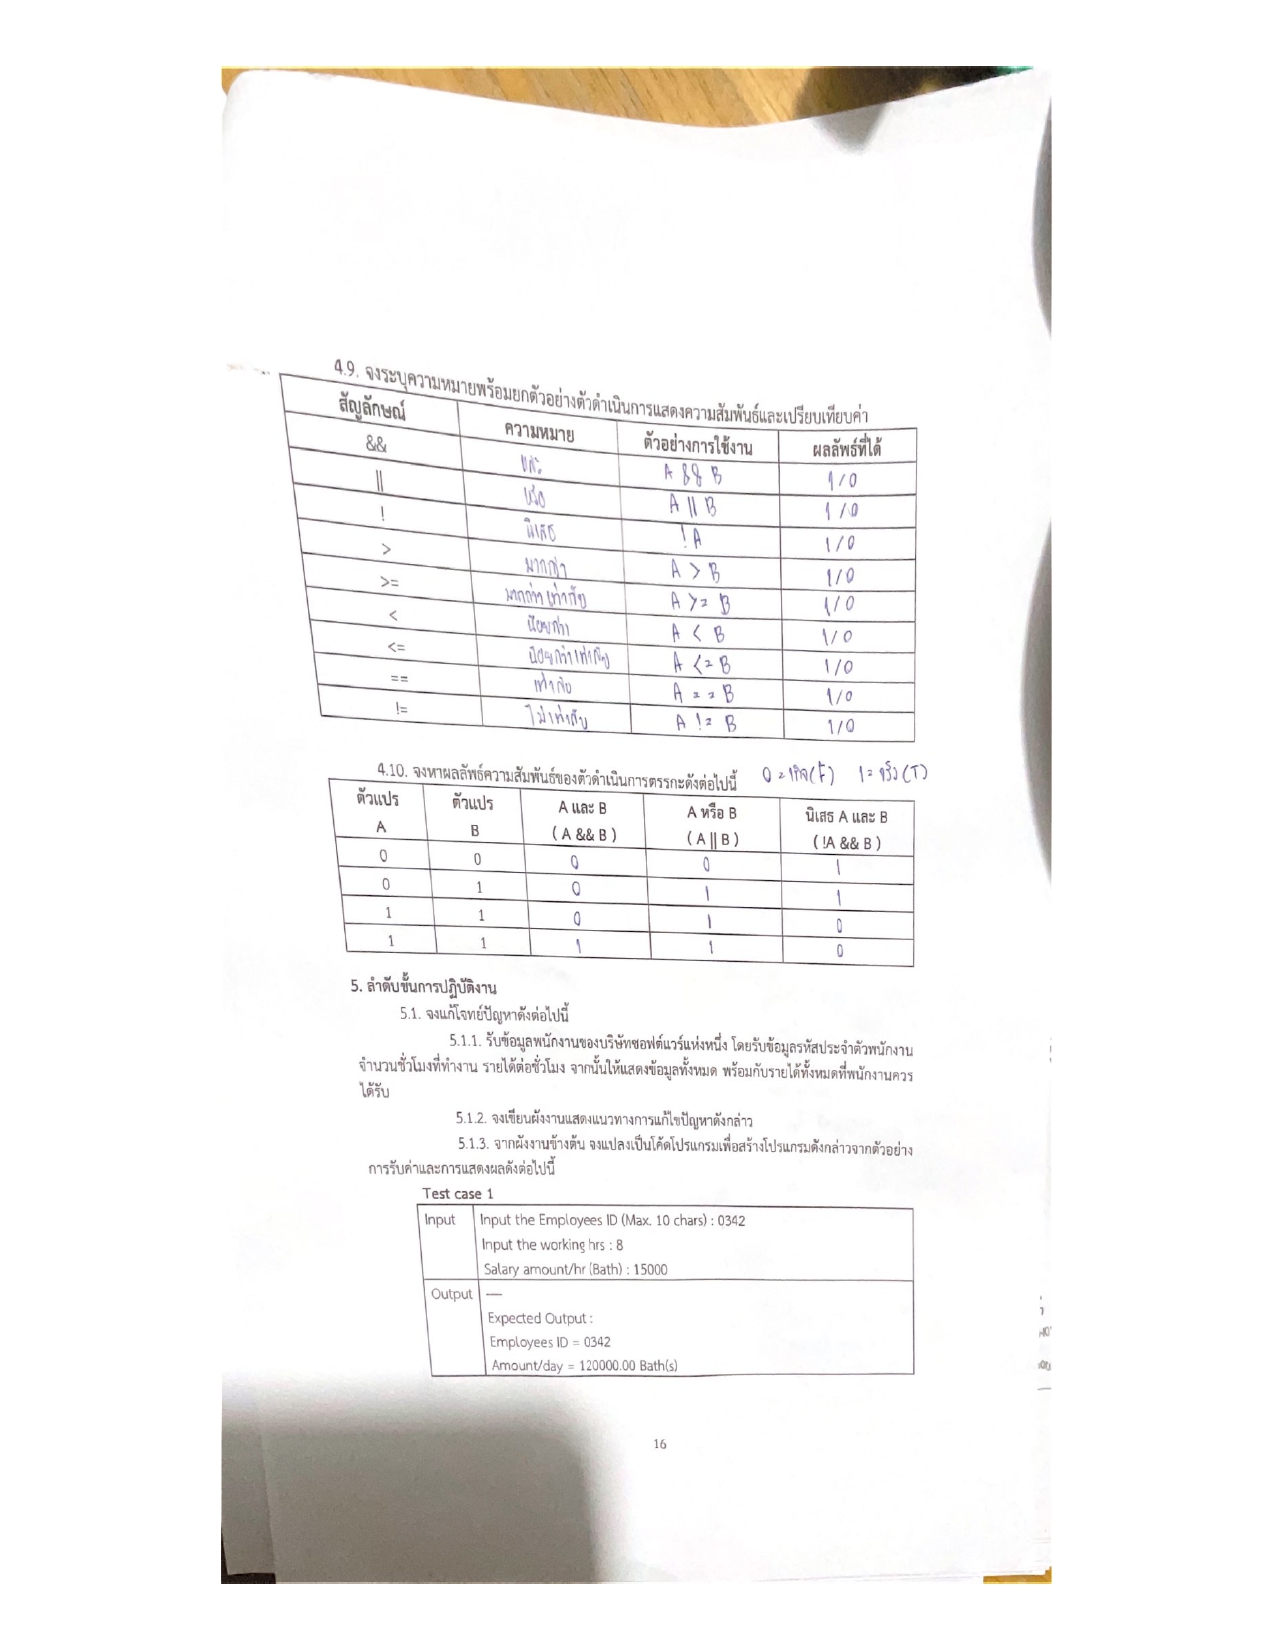 4.9. จงระบุความหมายพร้อมยกตัวอย่างตัวดำเนินการแสดงความสัมพันธ์และเปรียบเทียบค่า
สัญลักษณ์ ความหมาย ตัวอย่างการใช้งาน ผลลัพธ์ที่ได้
&& และ A && B 1/0
|| หรือ A || B 1/0
! นิเสธ !A 1/0
> มากกว่า A > B 1/0
>= มากกว่าเท่ากับ A >= B 1/0
< น้อยกว่า A < B 1/0
<= น้อยกว่าเท่ากับ A <= B 1/0
== เท่ากับ A == B 1/0
!= ไม่เท่ากับ A != B 1/0
4.10. จงหาผลลัพธ์ความสัมพันธ์ของตัวดำเนินการตรรกะดังต่อไปนี้ 0 = เท็จ(F) 1 = จริง(T)
ตัวแปร ตัวแปร A และ B A หรือ B นิเสธ A และ B
A B ( A && B ) ( A || B ) ( !A && B )
0 0 0 0 1
0 1 0 1 1
1 1 0 1 0
1 1 1 1 0
5. ลำดับขั้นการปฏิบัติงาน
5.1. จงแก้โจทย์ปัญหาดังต่อไปนี้
5.1.1. รับข้อมูลพนักงานของบริษัทซอฟต์แวร์แห่งหนึ่ง โดยรับข้อมูลรหัสประจำตัวพนักงาน
จำนวนชั่วโมงที่ทำงาน รายได้ต่อชั่วโมง จากนั้นให้แสดงข้อมูลทั้งหมด พร้อมกับรายได้ทั้งหมดที่พนักงานควร
ได้รับ
5.1.2. จงเขียนผังงานแสดงแนวทางการแก้ไขปัญหาดังกล่าว
5.1.3. จากผังงานข้างต้น จงแปลงเป็นโค้ดโปรแกรมเพื่อสร้างโปรแกรมดังกล่าวจากตัวอย่าง
การรับค่าและการแสดงผลดังต่อไปนี้
Test case 1
Input Input the Employees ID (Max. 10 chars) : 0342
Input the working hrs : 8
Salary amount/hr (Bath) : 15000
Output —
Expected Output :
Employees ID = 0342
Amount/day = 120000.00 Bath(s)
16